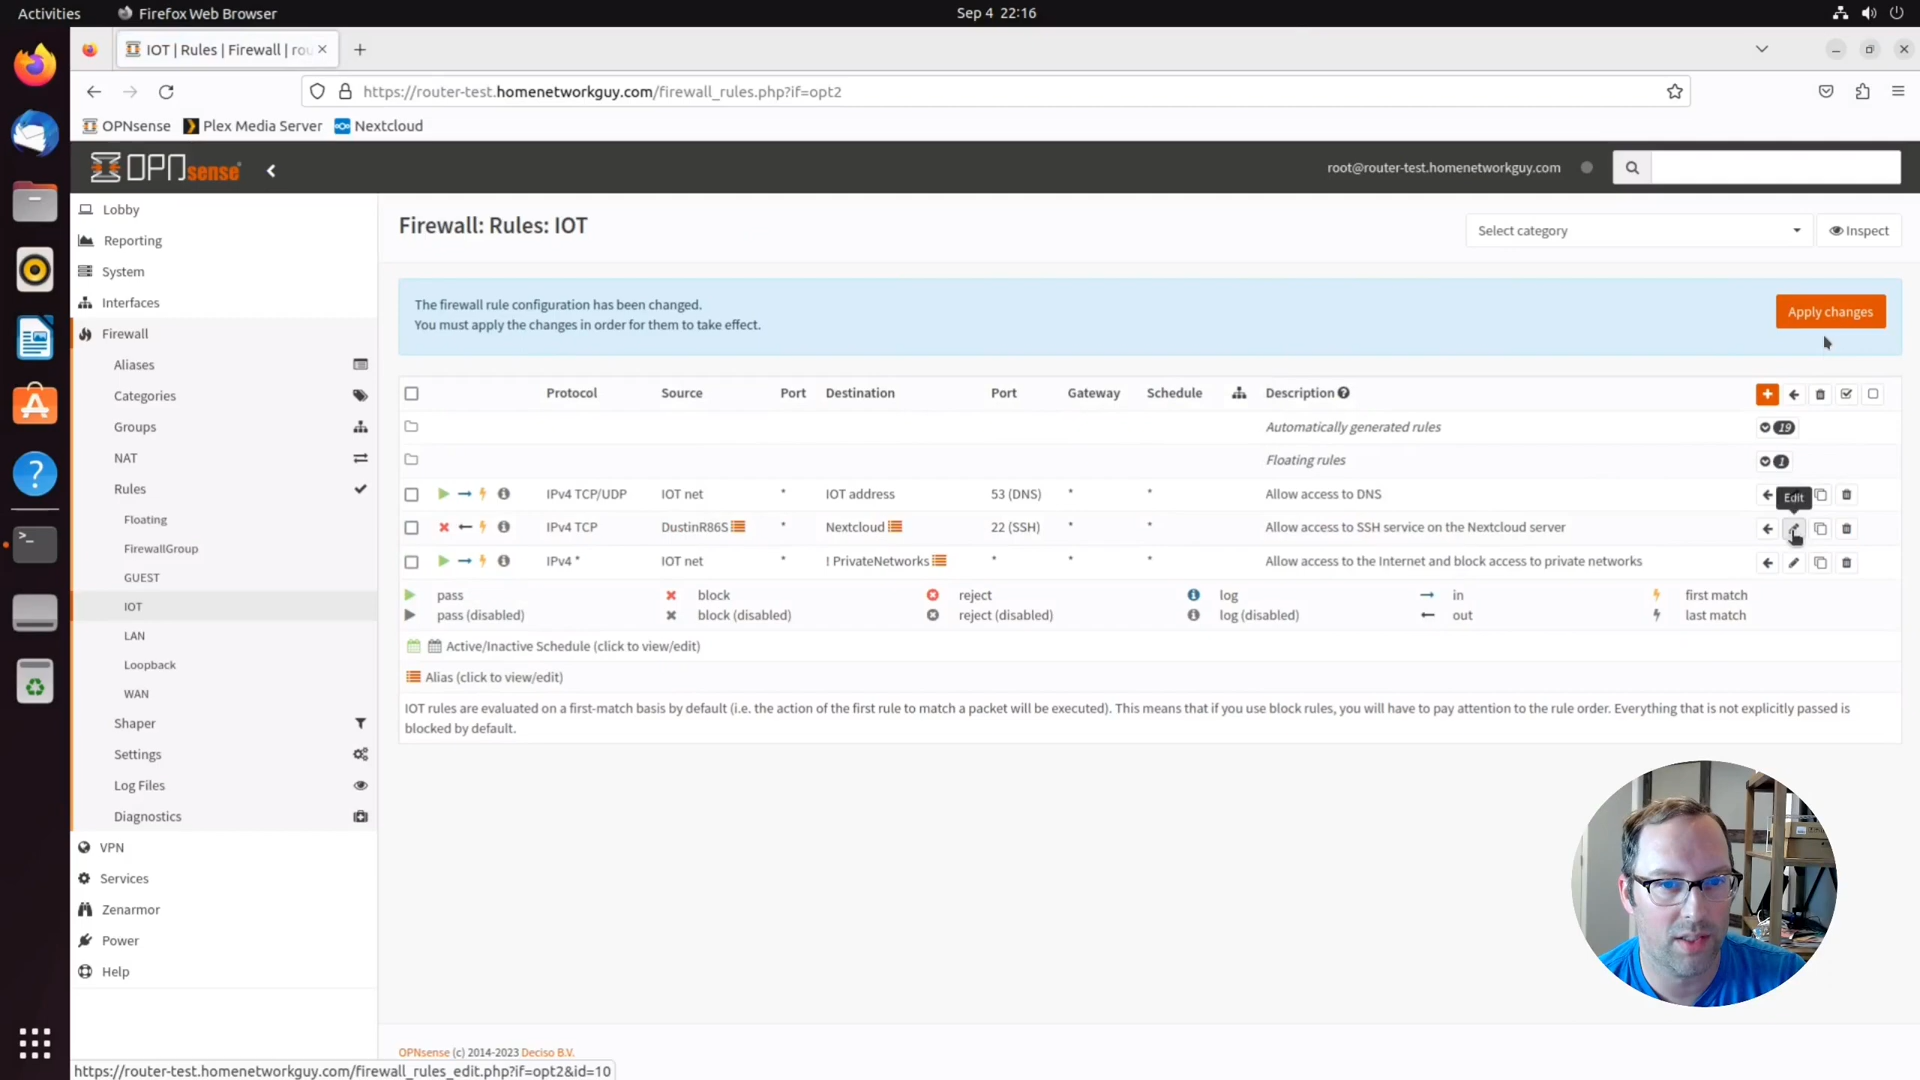 Activities
Firefox Web Browser
Sep 4 22:16
IOT | Rules | Firewall | rou
https://router-test.homenetworkguy.com/firewall_rules.php?if=opt2
OPNsense
Plex Media Server
Nextcloud
OPNsense
root@router-test.homenetworkguy.com
Lobby
Reporting
System
Interfaces
Firewall
Aliases
Categories
Groups
NAT
Rules
Floating
FirewallGroup
GUEST
IOT
LAN
Loopback
WAN
Shaper
Settings
Log Files
Diagnostics
VPN
Services
Zenarmor
Power
Help
Firewall: Rules: IOT
Select category
Inspect
The firewall rule configuration has been changed.
You must apply the changes in order for them to take effect.
Apply changes
Protocol Source Port Destination Port Gateway Schedule Description
Automatically generated rules 19
Floating rules 1
IPv4 TCP/UDP IOT net * IOT address 53 (DNS) * * Allow access to DNS
Edit
IPv4 TCP DustinR86S * Nextcloud 22 (SSH) * * Allow access to SSH service on the Nextcloud server
IPv4 * IOT net * ! PrivateNetworks * * * Allow access to the Internet and block access to private networks
pass block reject log in first match
pass (disabled) block (disabled) reject (disabled) log (disabled) out last match
Active/Inactive Schedule (click to view/edit)
Alias (click to view/edit)
IOT rules are evaluated on a first-match basis by default (i.e. the action of the first rule to match a packet will be executed). This means that if you use block rules, you will have to pay attention to the rule order. Everything that is not explicitly passed is
blocked by default.
OPNsense (c) 2014-2023 Deciso B.V.
https://router-test.homenetworkguy.com/firewall_rules_edit.php?if=opt2&id=10